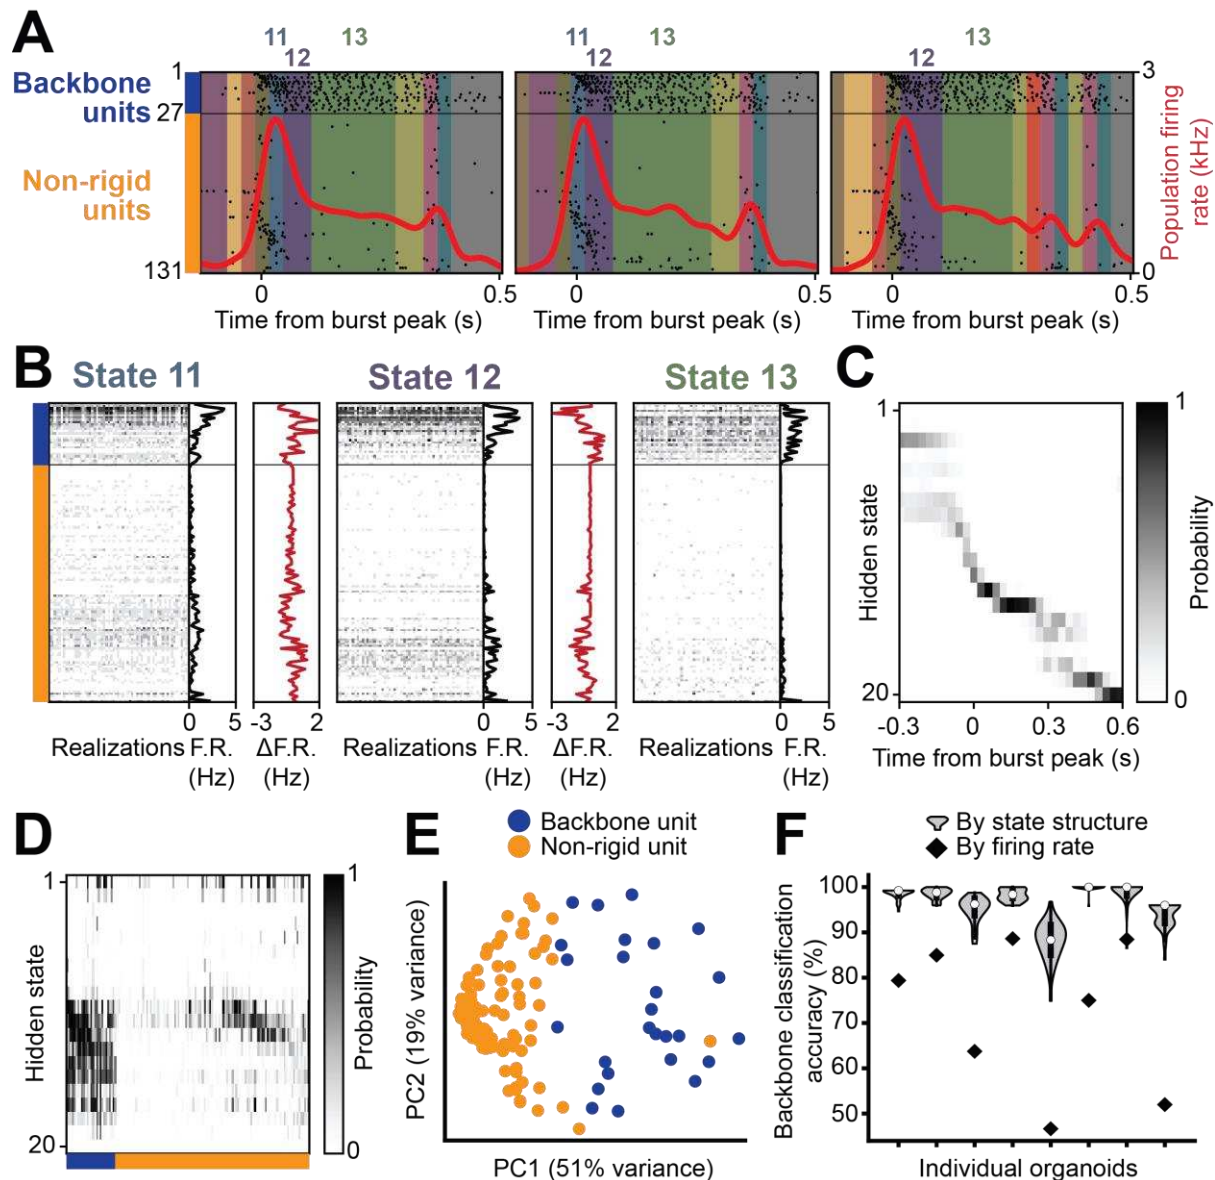 A
11
13
12
11
13
12
13
12
Backbone
units
1
27
Non-rigid
units
131
3
0
Population firing
rate (kHz)
0
0.5
0
0.5
0
0.5
Time from burst peak (s)
Time from burst peak (s)
Time from burst peak (s)
B
State 11
State 12
State 13
0
5
-3
2
0
5
-3
2
0
5
Realizations
F.R.
(Hz)
ΔF.R.
(Hz)
Realizations
F.R.
(Hz)
ΔF.R.
(Hz)
Realizations
F.R.
(Hz)
C
1
20
Hidden state
-0.3
0
0.3
0.6
Time from burst peak (s)
1
0
Probability
D
1
20
Hidden state
1
0
Probability
E
Backbone unit
Non-rigid unit
PC2 (19% variance)
PC1 (51% variance)
F
By state structure
By firing rate
Backbone classification
accuracy (%)
100
90
80
70
60
50
Individual organoids